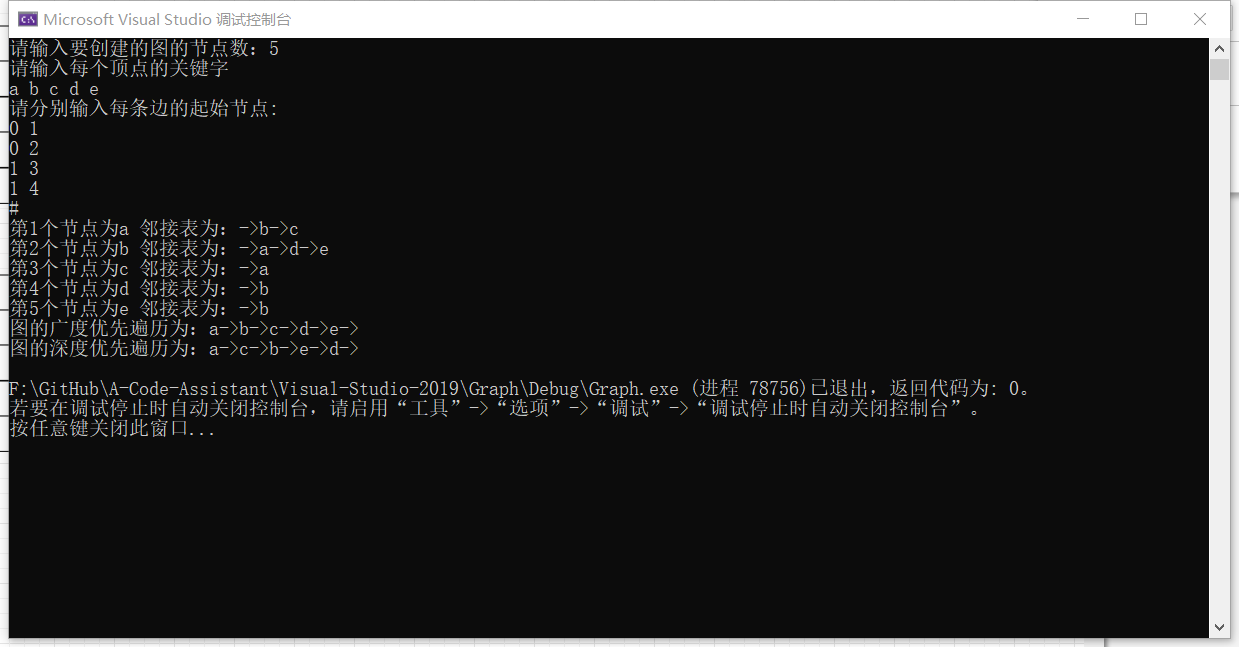 Microsoft Visual Studio 调试控制台
请输入要创建的图的节点数：5
请输入每个顶点的关键字
a b c d e
请分别输入每条边的起始节点:
0 1
0 2
1 3
1 4
#
第1个节点为a 邻接表为：->b->c
第2个节点为b 邻接表为：->a->d->e
第3个节点为c 邻接表为：->a
第4个节点为d 邻接表为：->b
第5个节点为e 邻接表为：->b
图的广度优先遍历为：a->b->c->d->e->
图的深度优先遍历为：a->c->b->e->d->
F:\GitHub\A-Code-Assistant\Visual-Studio-2019\Graph\Debug\Graph.exe (进程 78756)已退出，返回代码为: 0。
若要在调试停止时自动关闭控制台，请启用“工具”->“选项”->“调试”->“调试停止时自动关闭控制台”。
按任意键关闭此窗口...